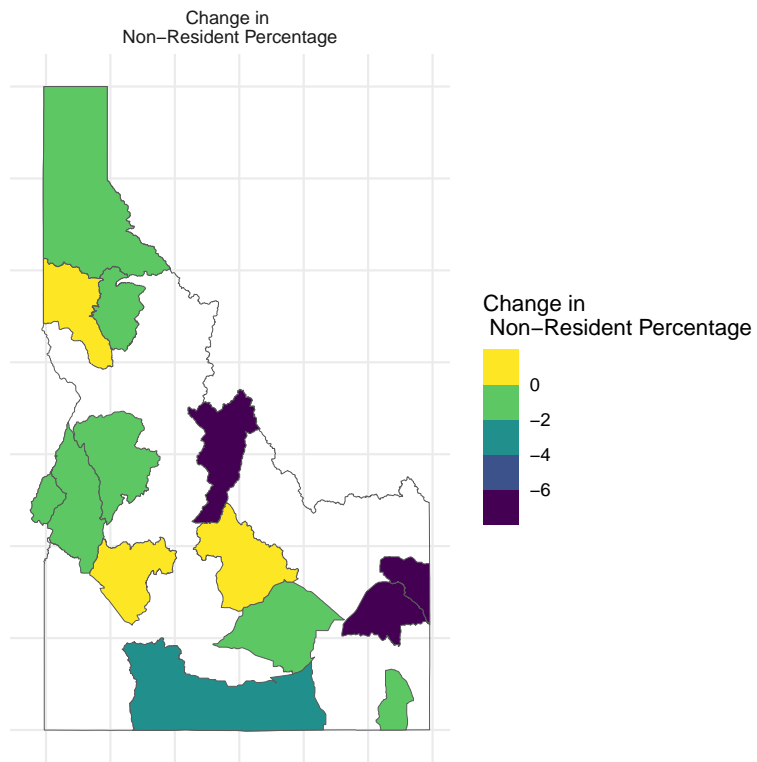 Change in
Non−Resident Percentage
Change in
Non−Resident Percentage
0
−2
−4
−6